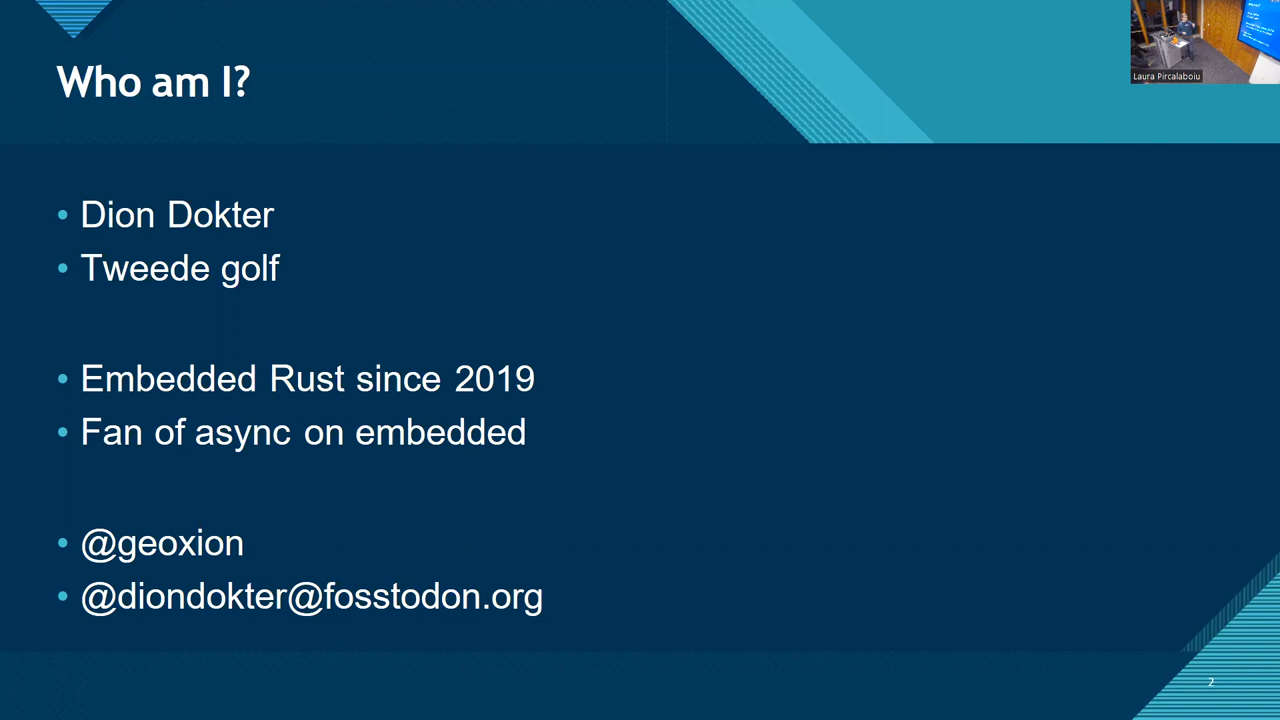 Who am I?
Laura Pircalaboiu
• Dion Dokter
• Tweede golf
• Embedded Rust since 2019
• Fan of async on embedded
• @geoxion
• @diondokter@fosstodon.org
2